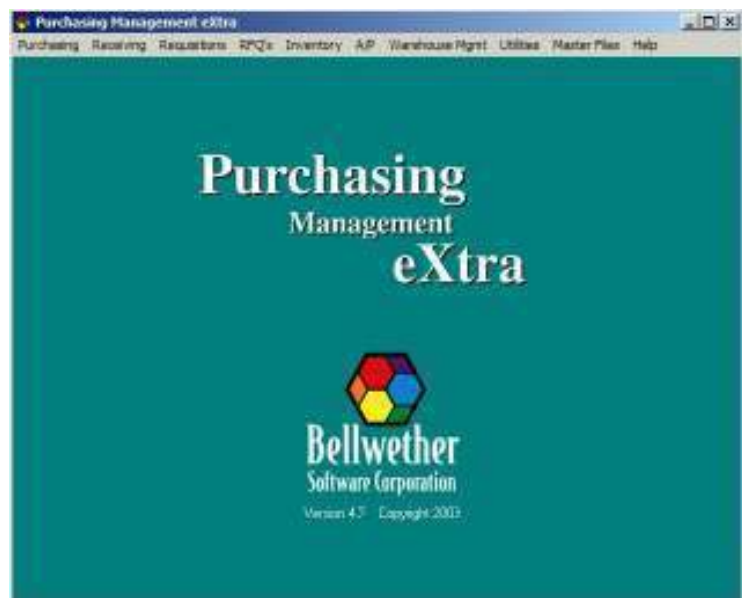 Purchasing Management eXtra
Purchasing Receiving Requisitions RFQ's Inventory A/P Warehouse Mgmt Utilities Master Files Help
Purchasing
Management
eXtra
Bellwether
Software Corporation
Version 4.7 Copyright 2003